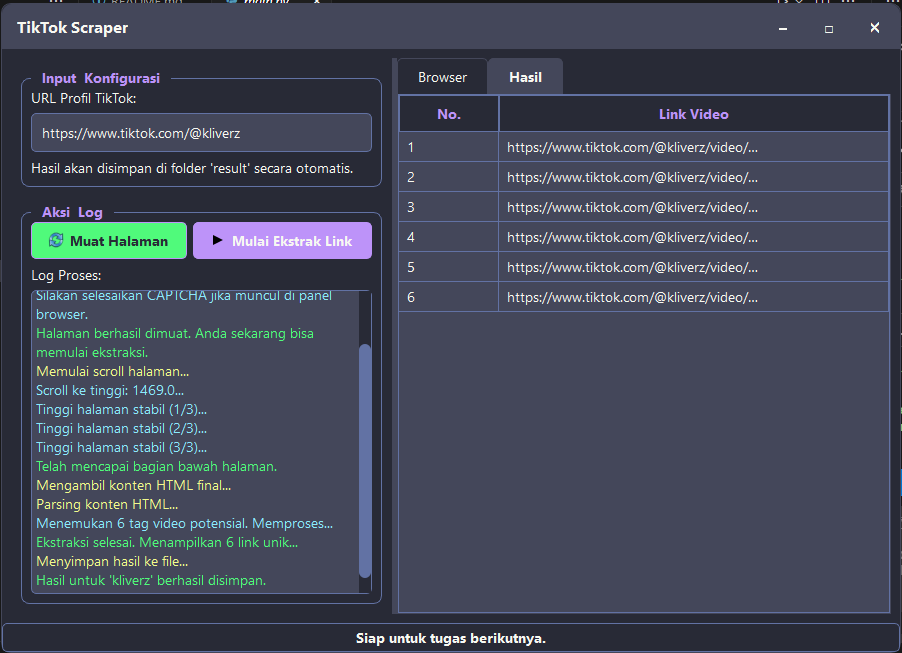 TikTok Scraper
Input Konfigurasi
URL Profil TikTok:
https://www.tiktok.com/@kliverz
Hasil akan disimpan di folder 'result' secara otomatis.
Aksi Log
Muat Halaman
Mulai Ekstrak Link
Log Proses:
Silakan selesaikan CAPTCHA jika muncul di panel
browser.
Halaman berhasil dimuat. Anda sekarang bisa
memulai ekstraksi.
Memulai scroll halaman...
Scroll ke tinggi: 1469.0...
Tinggi halaman stabil (1/3)...
Tinggi halaman stabil (2/3)...
Tinggi halaman stabil (3/3)...
Telah mencapai bagian bawah halaman.
Mengambil konten HTML final...
Parsing konten HTML...
Menemukan 6 tag video potensial. Memproses...
Ekstraksi selesai. Menampilkan 6 link unik...
Menyimpan hasil ke file...
Hasil untuk 'kliverz' berhasil disimpan.
Browser Hasil
No. Link Video
1 https://www.tiktok.com/@kliverz/video/...
2 https://www.tiktok.com/@kliverz/video/...
3 https://www.tiktok.com/@kliverz/video/...
4 https://www.tiktok.com/@kliverz/video/...
5 https://www.tiktok.com/@kliverz/video/...
6 https://www.tiktok.com/@kliverz/video/...
Siap untuk tugas berikutnya.